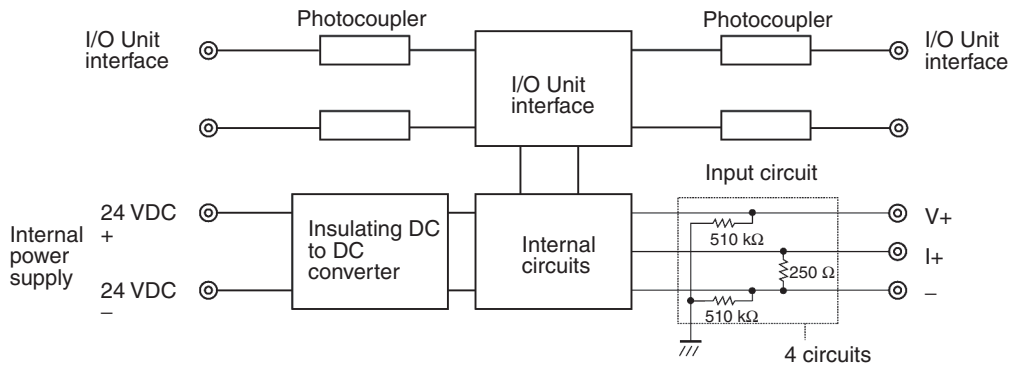 Photocoupler
Photocoupler
I/O Unit
interface
I/O Unit
interface
I/O Unit
interface
Input circuit
Internal
power
supply
24 VDC
+
24 VDC
–
Insulating DC
to DC
converter
Internal
circuits
510 kΩ
250 Ω
510 kΩ
V+
I+
–
4 circuits